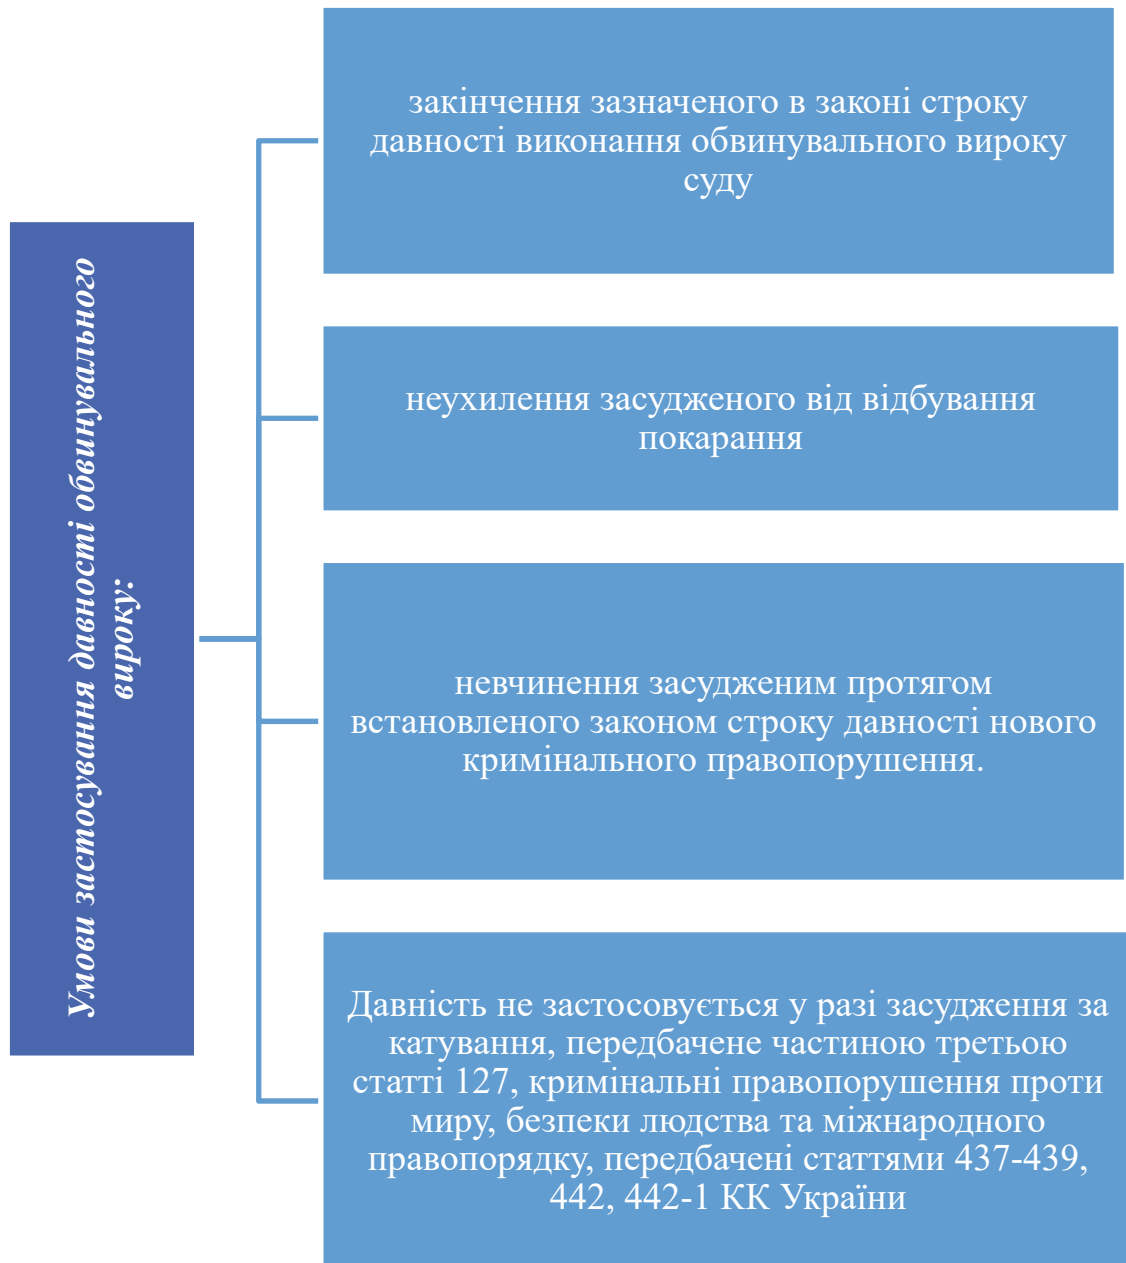 Умови застосування давності обвинувального
вироку:
закінчення зазначеного в законі строку
давності виконання обвинувального вироку
суду
неухилення засудженого від відбування
покарання
невчинення засудженим протягом
встановленого законом строку давності нового
кримінального правопорушення.
Давність не застосовується у разі засудження за
катування, передбачене частиною третьою
статті 127, кримінальні правопорушення проти
миру, безпеки людства та міжнародного
правопорядку, передбачені статтями 437-439,
442, 442-1 КК України